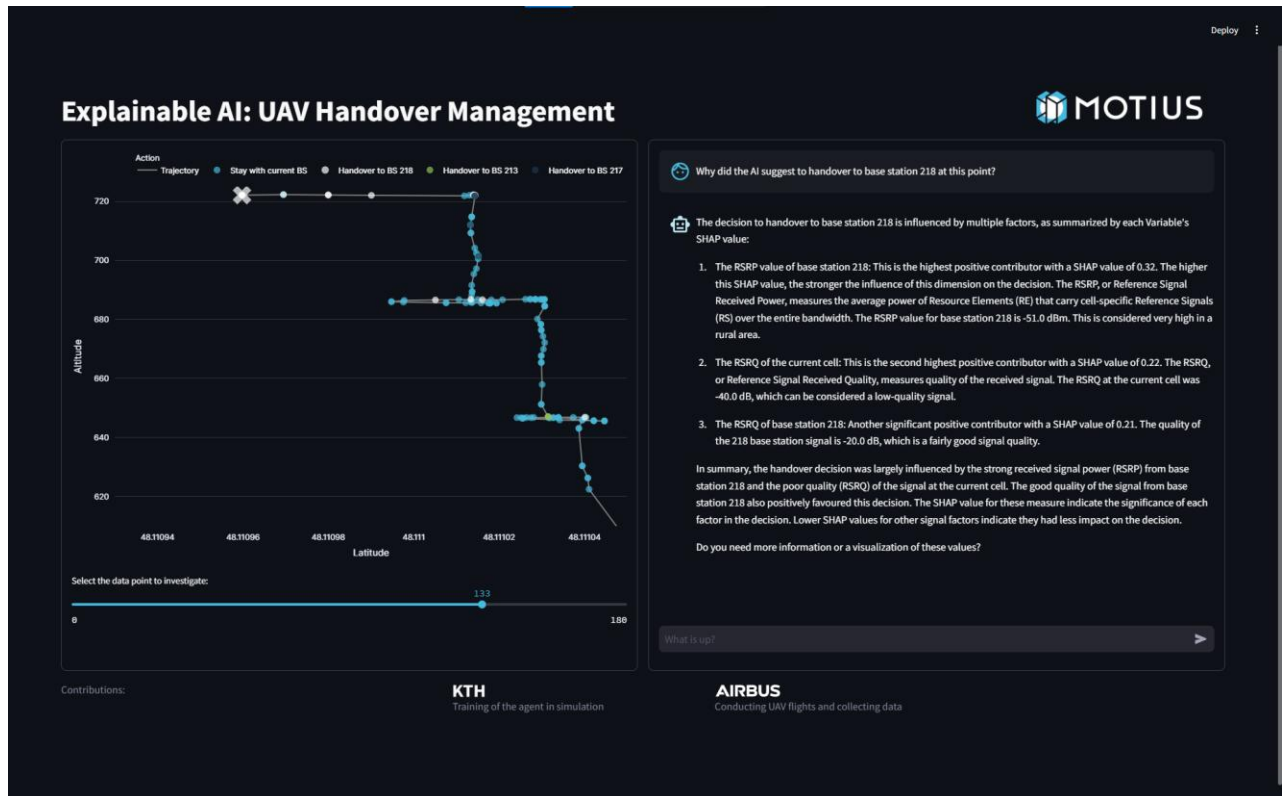 Deploy
Explainable AI: UAV Handover Management
MOTIUS
Action
Trajectory Stay with current BS Handover to BS 218 Handover to BS 213 Handover to BS 217
720
700
680
660
640
620
Altitude
48.11094 48.11096 48.11098 48.111 48.11102 48.11104
Latitude
Select the data point to investigate:
133
0 180
Why did the AI suggest to handover to base station 218 at this point?
The decision to handover to base station 218 is influenced by multiple factors, as summarized by each Variable's
SHAP value:
1. The RSRP value of base station 218: This is the highest positive contributor with a SHAP value of 0.32. The higher
this SHAP value, the stronger the influence of this dimension on the decision. The RSRP, or Reference Signal
Received Power, measures the average power of Resource Elements (RE) that carry cell-specific Reference Signals
(RS) over the entire bandwidth. The RSRP value for base station 218 is -51.0 dBm. This is considered very high in a
rural area.
2. The RSRQ of the current cell: This is the second highest positive contributor with a SHAP value of 0.22. The RSRQ,
or Reference Signal Received Quality, measures quality of the received signal. The RSRQ at the current cell was
-40.0 dB, which can be considered a low-quality signal.
3. The RSRQ of base station 218: Another significant positive contributor with a SHAP value of 0.21. The quality of
the 218 base station signal is -20.0 dB, which is a fairly good signal quality.
In summary, the handover decision was largely influenced by the strong received signal power (RSRP) from base
station 218 and the poor quality (RSRQ) of the signal at the current cell. The good quality of the signal from base
station 218 also positively favoured this decision. The SHAP value for these measure indicate the significance of each
factor in the decision. Lower SHAP values for other signal factors indicate they had less impact on the decision.
Do you need more information or a visualization of these values?
What is up?
Contributions:
KTH
Training of the agent in simulation
AIRBUS
Conducting UAV flights and collecting data